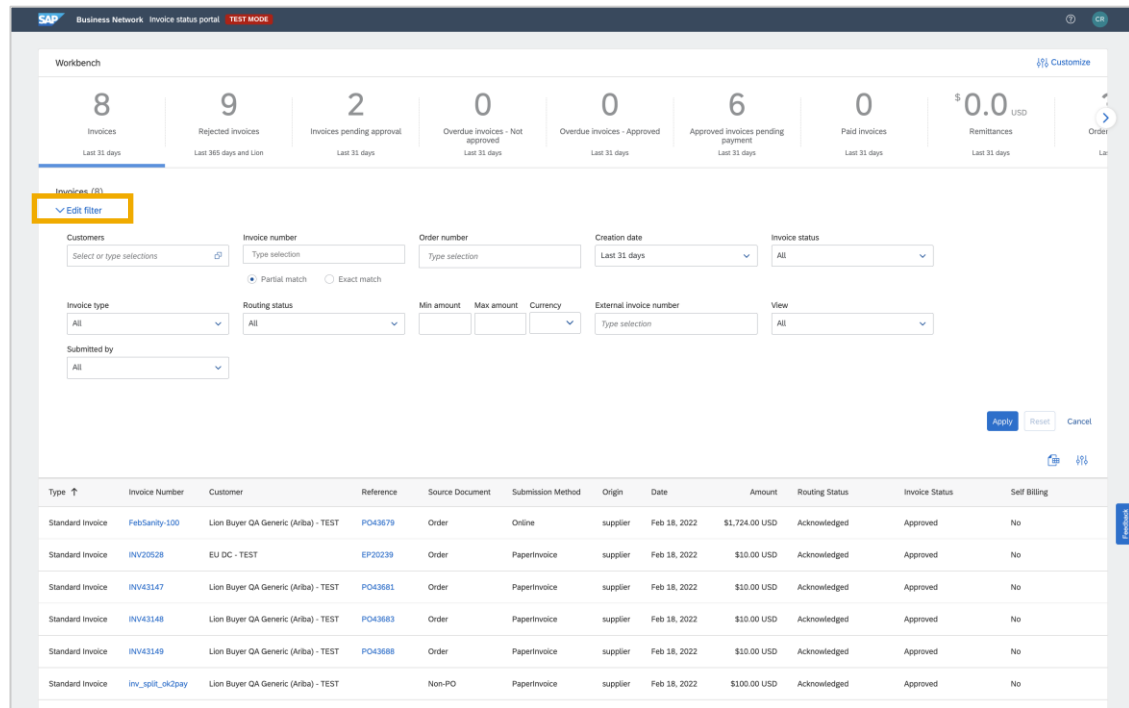 SAP Business Network Invoice status portal TEST MODE CR
Workbench Customize
8 9 2 0 0 6 0 $ 0.0 USD
Invoices Rejected invoices Invoices pending approval Overdue invoices - Not approved Overdue invoices - Approved Approved invoices pending payment Paid invoices Remittances
Last 31 days Last 365 days and Lion Last 31 days Last 31 days Last 31 days Last 31 days Last 31 days Last 31 days
Invoices (8)
Edit filter
Customers Invoice number Order number Creation date Invoice status
Select or type selections Type selection Type selection Last 31 days All
Partial match Exact match
Invoice type Routing status Min amount Max amount Currency External invoice number View
All All Type selection All
Submitted by
All
Apply Reset Cancel
Type Invoice Number Customer Reference Source Document Submission Method Origin Date Amount Routing Status Invoice Status Self Billing
Standard Invoice FebSanity-100 Lion Buyer QA Generic (Ariba) - TEST PO43679 Order Online supplier Feb 18, 2022 $1,724.00 USD Acknowledged Approved No
Feedback
Standard Invoice INV20528 EU DC - TEST EP20239 Order PaperInvoice supplier Feb 18, 2022 $10.00 USD Acknowledged Approved No
Standard Invoice INV43147 Lion Buyer QA Generic (Ariba) - TEST PO43681 Order PaperInvoice supplier Feb 18, 2022 $10.00 USD Acknowledged Approved No
Standard Invoice INV43148 Lion Buyer QA Generic (Ariba) - TEST PO43683 Order PaperInvoice supplier Feb 18, 2022 $10.00 USD Acknowledged Approved No
Standard Invoice INV43149 Lion Buyer QA Generic (Ariba) - TEST PO43688 Order PaperInvoice supplier Feb 18, 2022 $10.00 USD Acknowledged Approved No
Standard Invoice inv_split_ok2pay Lion Buyer QA Generic (Ariba) - TEST Non-PO PaperInvoice supplier Feb 18, 2022 $100.00 USD Acknowledged Approved No